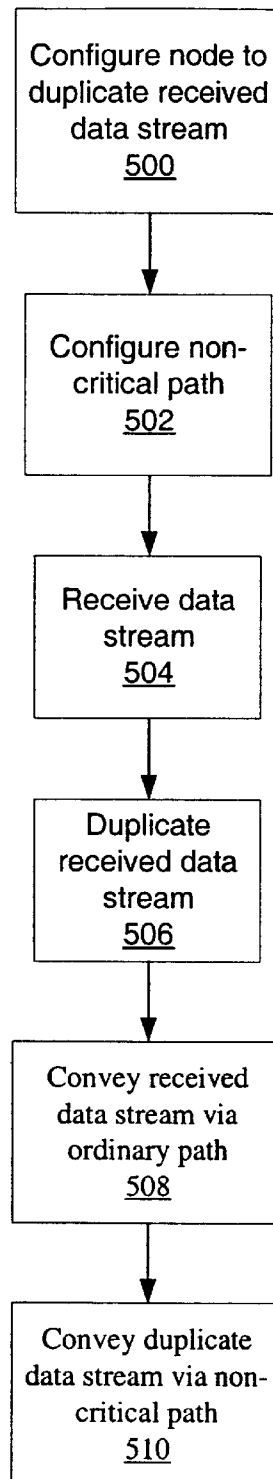 Configure node to
duplicate received
data stream
500
Configure non-
critical path
502
Receive data
stream
504
Duplicate
received data
stream
506
Convey received
data stream via
ordinary path
508
Convey duplicate
data stream via non-
critical path
510